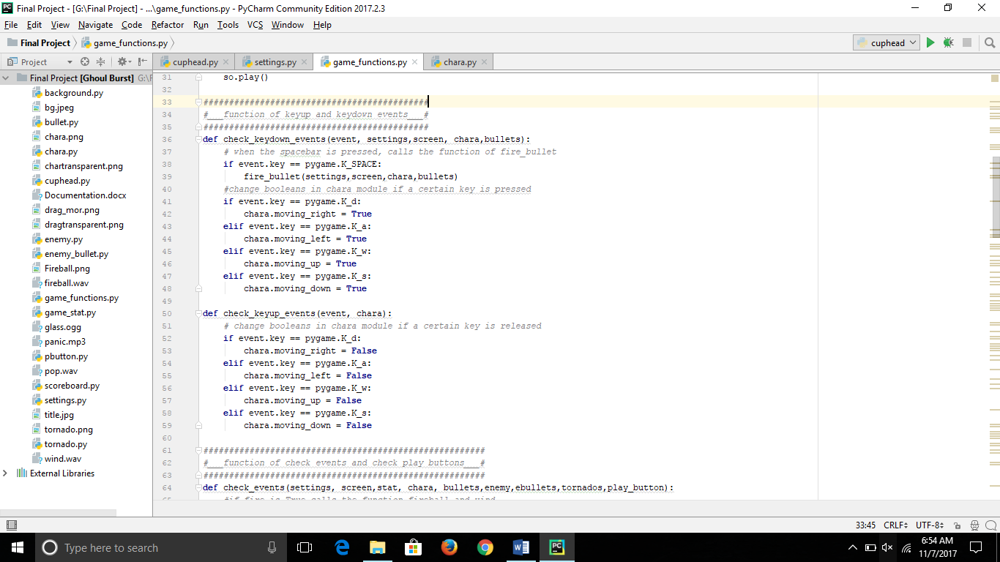 Final Project - [G:\Final Project] - ...\game_functions.py - PyCharm Community Edition 2017.2.3
File Edit View Navigate Code Refactor Run Tools VCS Window Help
Final Project game_functions.py cuphead
Project
cuphead.py settings.py game_functions.py chara.py
Final Project [Ghoul Burst]
background.py
bg.jpeg
bullet.py
chara.png
chara.py
chartransparent.png
cuphead.py
Documentation.docx
drag_mor.png
dragtransparent.png
enemy.py
enemy_bullet.py
Fireball.png
fireball.wav
game_functions.py
game_stat.py
glass.ogg
panic.mp3
pbutton.py
pop.wav
scoreboard.py
settings.py
title.jpg
tornado.png
tornado.py
wind.wav
External Libraries
31 so.play()
32
33 ############################################
34 #___function of keyup and keydown events___#
35 ############################################
36 def check_keydown_events(event, settings,screen, chara,bullets):
37 # when the spacebar is pressed, calls the function of fire_bullet
38 if event.key == pygame.K_SPACE:
39 fire_bullet(settings,screen,chara,bullets)
40 #change booleans in chara module if a certain key is pressed
41 if event.key == pygame.K_d:
42 chara.moving_right = True
43 elif event.key == pygame.K_a:
44 chara.moving_left = True
45 elif event.key == pygame.K_w:
46 chara.moving_up = True
47 elif event.key == pygame.K_s:
48 chara.moving_down = True
49
50 def check_keyup_events(event, chara):
51 # change booleans in chara module if a certain key is released
52 if event.key == pygame.K_d:
53 chara.moving_right = False
54 elif event.key == pygame.K_a:
55 chara.moving_left = False
56 elif event.key == pygame.K_w:
57 chara.moving_up = False
58 elif event.key == pygame.K_s:
59 chara.moving_down = False
60
61 #######################################################
62 #___function of check events and check play buttons___#
63 #######################################################
64 def check_events(settings, screen,stat, chara, bullets,enemy,ebullets,tornados,play_button):
33:45 CRLF UTF-8
Type here to search
6:54 AM
11/7/2017